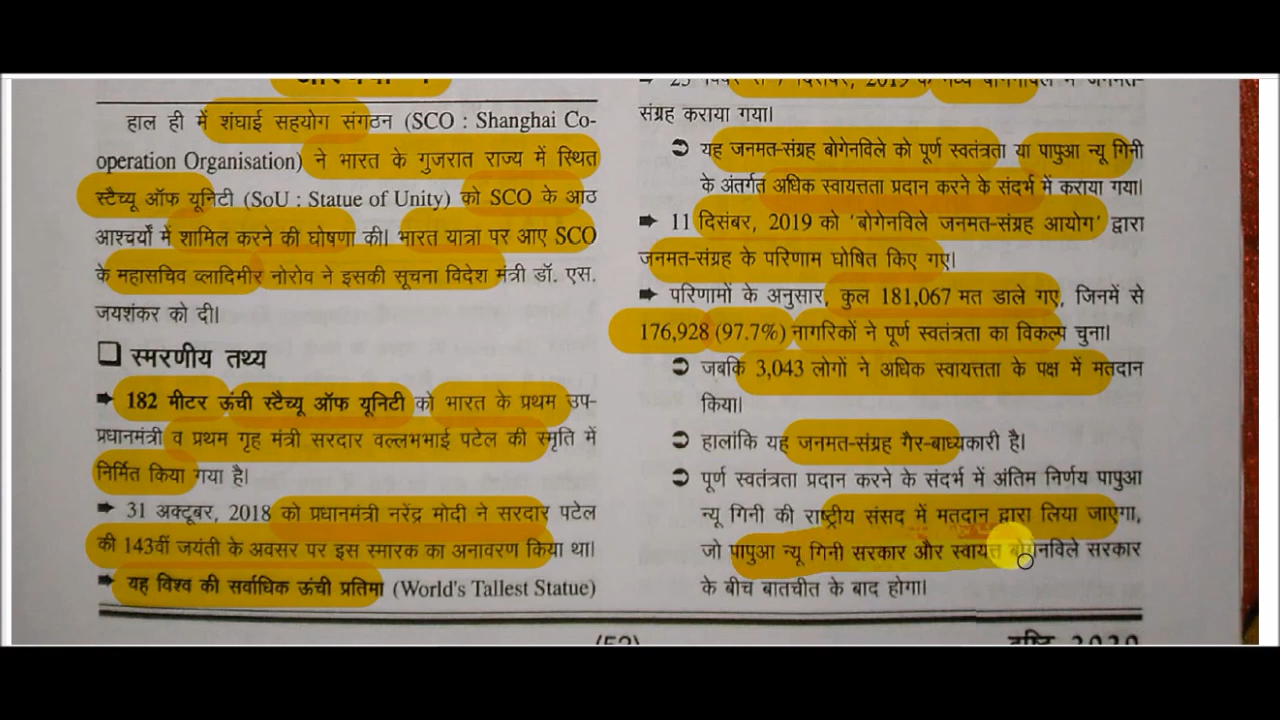 हाल ही में शंघाई सहयोग संगठन (SCO : Shanghai Co-
operation Organisation) ने भारत के गुजरात राज्य में स्थित
स्टैच्यू ऑफ यूनिटी (SoU : Statue of Unity) को SCO के आठ
आश्चर्यों में शामिल करने की घोषणा की। भारत यात्रा पर आए SCO
के महासचिव व्लादिमीर नोरोव ने इसकी सूचना विदेश मंत्री डॉ. एस.
जयशंकर को दी।
❑ स्मरणीय तथ्य
➠ 182 मीटर ऊंची स्टैच्यू ऑफ यूनिटी को भारत के प्रथम उप-
प्रधानमंत्री व प्रथम गृह मंत्री सरदार वल्लभभाई पटेल की स्मृति में
निर्मित किया गया है।
➠ 31 अक्टूबर, 2018 को प्रधानमंत्री नरेंद्र मोदी ने सरदार पटेल
की 143वीं जयंती के अवसर पर इस स्मारक का अनावरण किया था।
➠ यह विश्व की सर्वाधिक ऊंची प्रतिमा (World's Tallest Statue)
संग्रह कराया गया।
➲ यह जनमत-संग्रह बोगेनविले को पूर्ण स्वतंत्रता या पापुआ न्यू गिनी
के अंतर्गत अधिक स्वायत्तता प्रदान करने के संदर्भ में कराया गया।
➠ 11 दिसंबर, 2019 को 'बोगेनविले जनमत-संग्रह आयोग' द्वारा
जनमत-संग्रह के परिणाम घोषित किए गए।
➠ परिणामों के अनुसार, कुल 181,067 मत डाले गए, जिनमें से
176,928 (97.7%) नागरिकों ने पूर्ण स्वतंत्रता का विकल्प चुना।
➲ जबकि 3,043 लोगों ने अधिक स्वायत्तता के पक्ष में मतदान
किया।
➲ हालांकि यह जनमत-संग्रह गैर-बाध्यकारी है।
➲ पूर्ण स्वतंत्रता प्रदान करने के संदर्भ में अंतिम निर्णय पापुआ
न्यू गिनी की राष्ट्रीय संसद में मतदान द्वारा लिया जाएगा,
जो पापुआ न्यू गिनी सरकार और स्वायत्त बोगेनविले सरकार
के बीच बातचीत के बाद होगा।